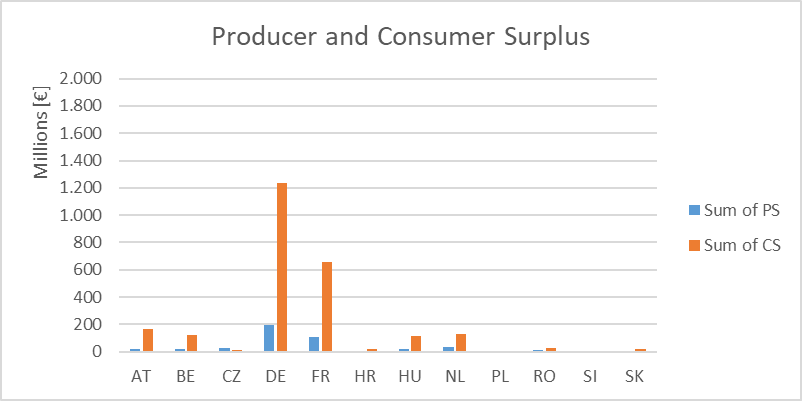 Producer and Consumer Surplus
Millions [€]
2.000
1.800
1.600
1.400
1.200
1.000
800
600
400
200
0
AT BE CZ DE FR HR HU NL PL RO SI SK
Sum of PS
Sum of CS